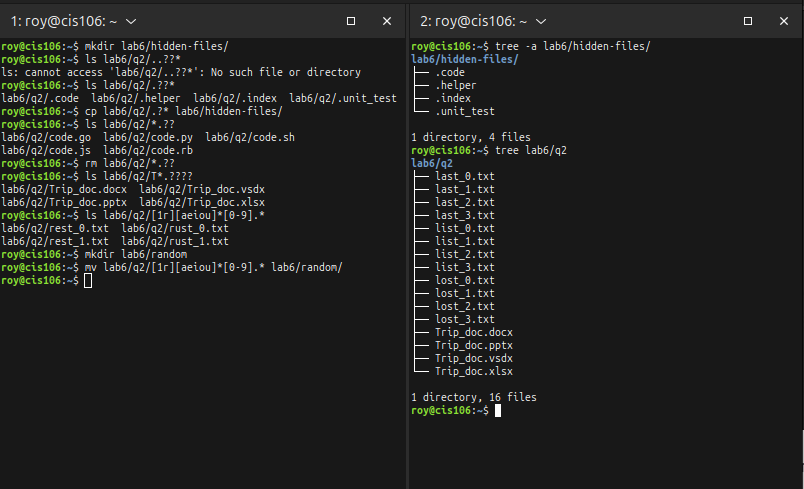 1: roy@cis106: ~
roy@cis106:~$ mkdir lab6/hidden-files/
roy@cis106:~$ ls lab6/q2/..??*
ls: cannot access 'lab6/q2/..??*': No such file or directory
roy@cis106:~$ ls lab6/q2/.??*
lab6/q2/.code  lab6/q2/.helper  lab6/q2/.index  lab6/q2/.unit_test
roy@cis106:~$ cp lab6/q2/.?* lab6/hidden-files/
roy@cis106:~$ ls lab6/q2/*.??
lab6/q2/code.go  lab6/q2/code.py  lab6/q2/code.sh
lab6/q2/code.js  lab6/q2/code.rb
roy@cis106:~$ rm lab6/q2/*.??
roy@cis106:~$ ls lab6/q2/T*.????
lab6/q2/Trip_doc.docx  lab6/q2/Trip_doc.vsdx
lab6/q2/Trip_doc.pptx  lab6/q2/Trip_doc.xlsx
roy@cis106:~$ ls lab6/q2/[1r][aeiou]*[0-9].*
lab6/q2/rest_0.txt  lab6/q2/rust_0.txt
lab6/q2/rest_1.txt  lab6/q2/rust_1.txt
roy@cis106:~$ mkdir lab6/random
roy@cis106:~$ mv lab6/q2/[1r][aeiou]*[0-9].* lab6/random/
roy@cis106:~$
2: roy@cis106: ~
roy@cis106:~$ tree -a lab6/hidden-files/
lab6/hidden-files/
├── .code
├── .helper
├── .index
└── .unit_test
1 directory, 4 files
roy@cis106:~$ tree lab6/q2
lab6/q2
├── last_0.txt
├── last_1.txt
├── last_2.txt
├── last_3.txt
├── list_0.txt
├── list_1.txt
├── list_2.txt
├── list_3.txt
├── lost_0.txt
├── lost_1.txt
├── lost_2.txt
├── lost_3.txt
├── Trip_doc.docx
├── Trip_doc.pptx
├── Trip_doc.vsdx
└── Trip_doc.xlsx
1 directory, 16 files
roy@cis106:~$